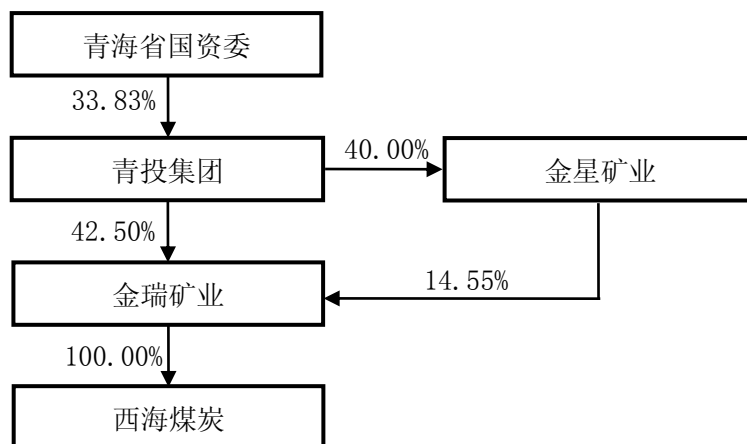 青海省国资委
33.83%
青投集团
40.00%
金星矿业
42.50%
金瑞矿业
14.55%
100.00%
西海煤炭